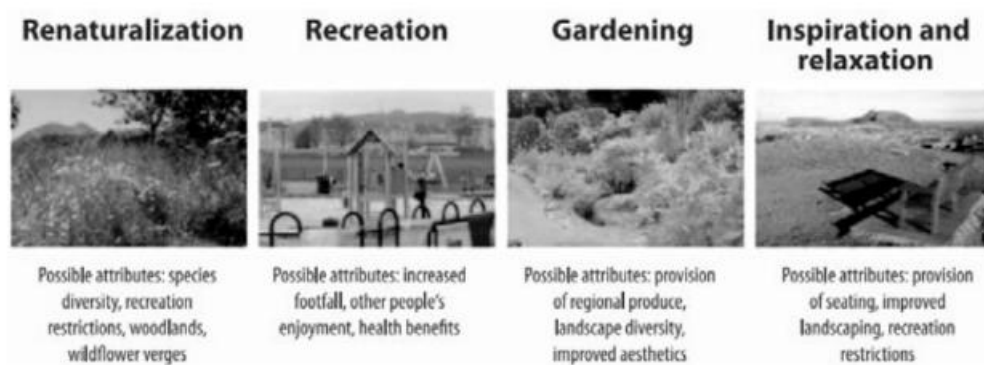 Renaturalization
Possible attributes: species
diversity, recreation
restrictions, woodlands,
wildflower verges
Recreation
Possible attributes: increased
footfall, other people's
enjoyment, health benefits
Gardening
Possible attributes: provision
of regional produce,
landscape diversity,
improved aesthetics
Inspiration and
relaxation
Possible attributes: provision
of seating, improved
landscaping, recreation
restrictions